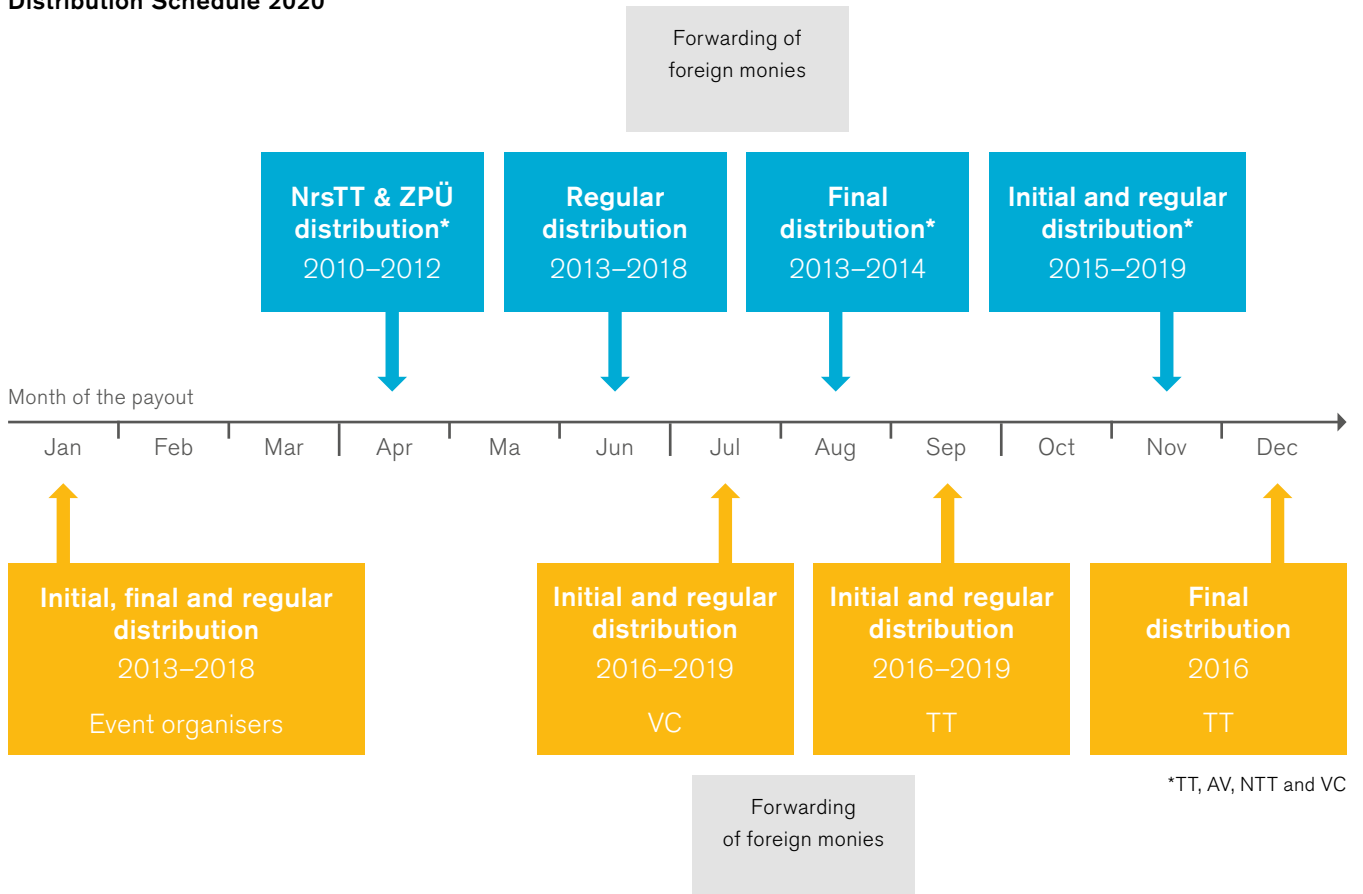 Distribution Schedule 2020
Forwarding of
foreign monies
NrsTT & ZPÜ
distribution*
2010–2012
Regular
distribution
2013–2018
Final
distribution*
2013–2014
Initial and regular
distribution*
2015–2019
Month of the payout
Jan Feb Mar Apr Ma Jun Jul Aug Sep Oct Nov Dec
Initial, final and regular
distribution
2013–2018
Event organisers
Initial and regular
distribution
2016–2019
VC
Initial and regular
distribution
2016–2019
TT
Final
distribution
2016
TT
*TT, AV, NTT and VC
Forwarding
of foreign monies